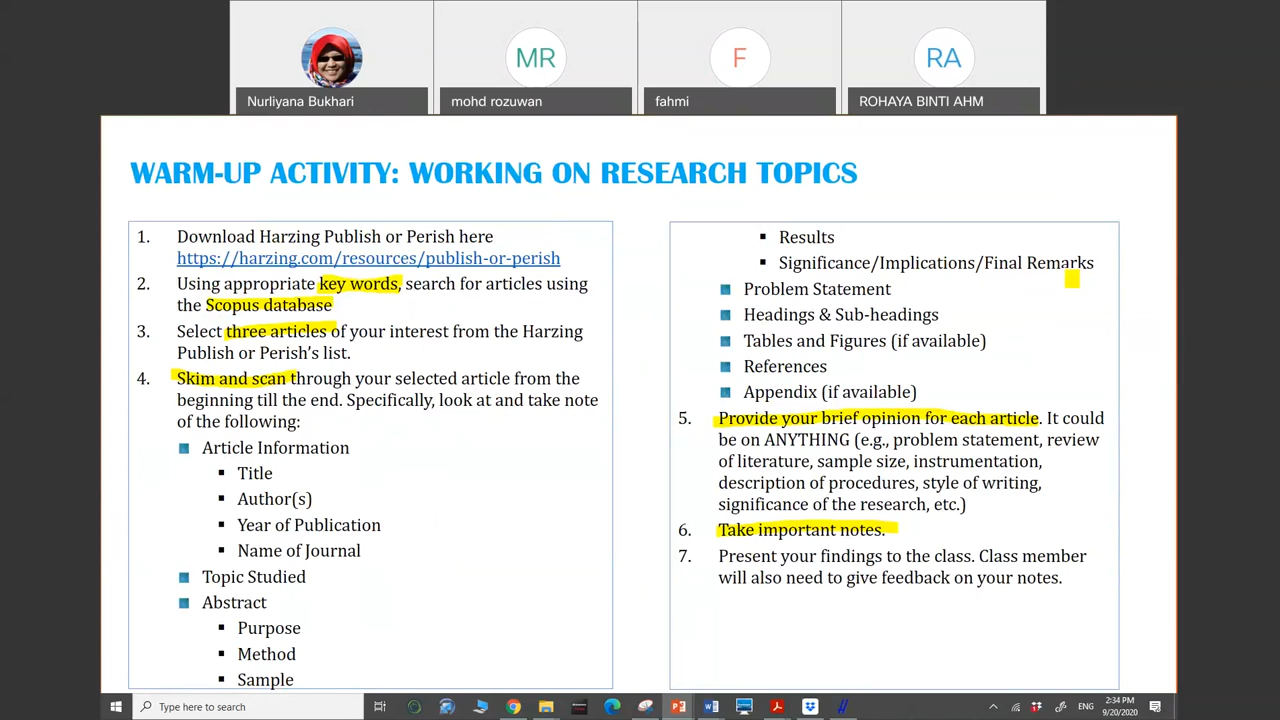 MR
F
RA
Nurliyana Bukhari
mohd rozuwan
fahmi
ROHAYA BINTI AHM
WARM-UP ACTIVITY: WORKING ON RESEARCH TOPICS
1. Download Harzing Publish or Perish here
https://harzing.com/resources/publish-or-perish
2. Using appropriate key words, search for articles using
the Scopus database
3. Select three articles of your interest from the Harzing
Publish or Perish's list.
4. Skim and scan through your selected article from the
beginning till the end. Specifically, look at and take note
of the following:
Article Information
Title
Author(s)
Year of Publication
Name of Journal
Topic Studied
Abstract
Purpose
Method
Sample
Results
Significance/Implications/Final Remarks
Problem Statement
Headings & Sub-headings
Tables and Figures (if available)
References
Appendix (if available)
5. Provide your brief opinion for each article. It could
be on ANYTHING (e.g., problem statement, review
of literature, sample size, instrumentation,
description of procedures, style of writing,
significance of the research, etc.)
6. Take important notes.
7. Present your findings to the class. Class member
will also need to give feedback on your notes.
Type here to search
ENG
2:34 PM
9/20/2020